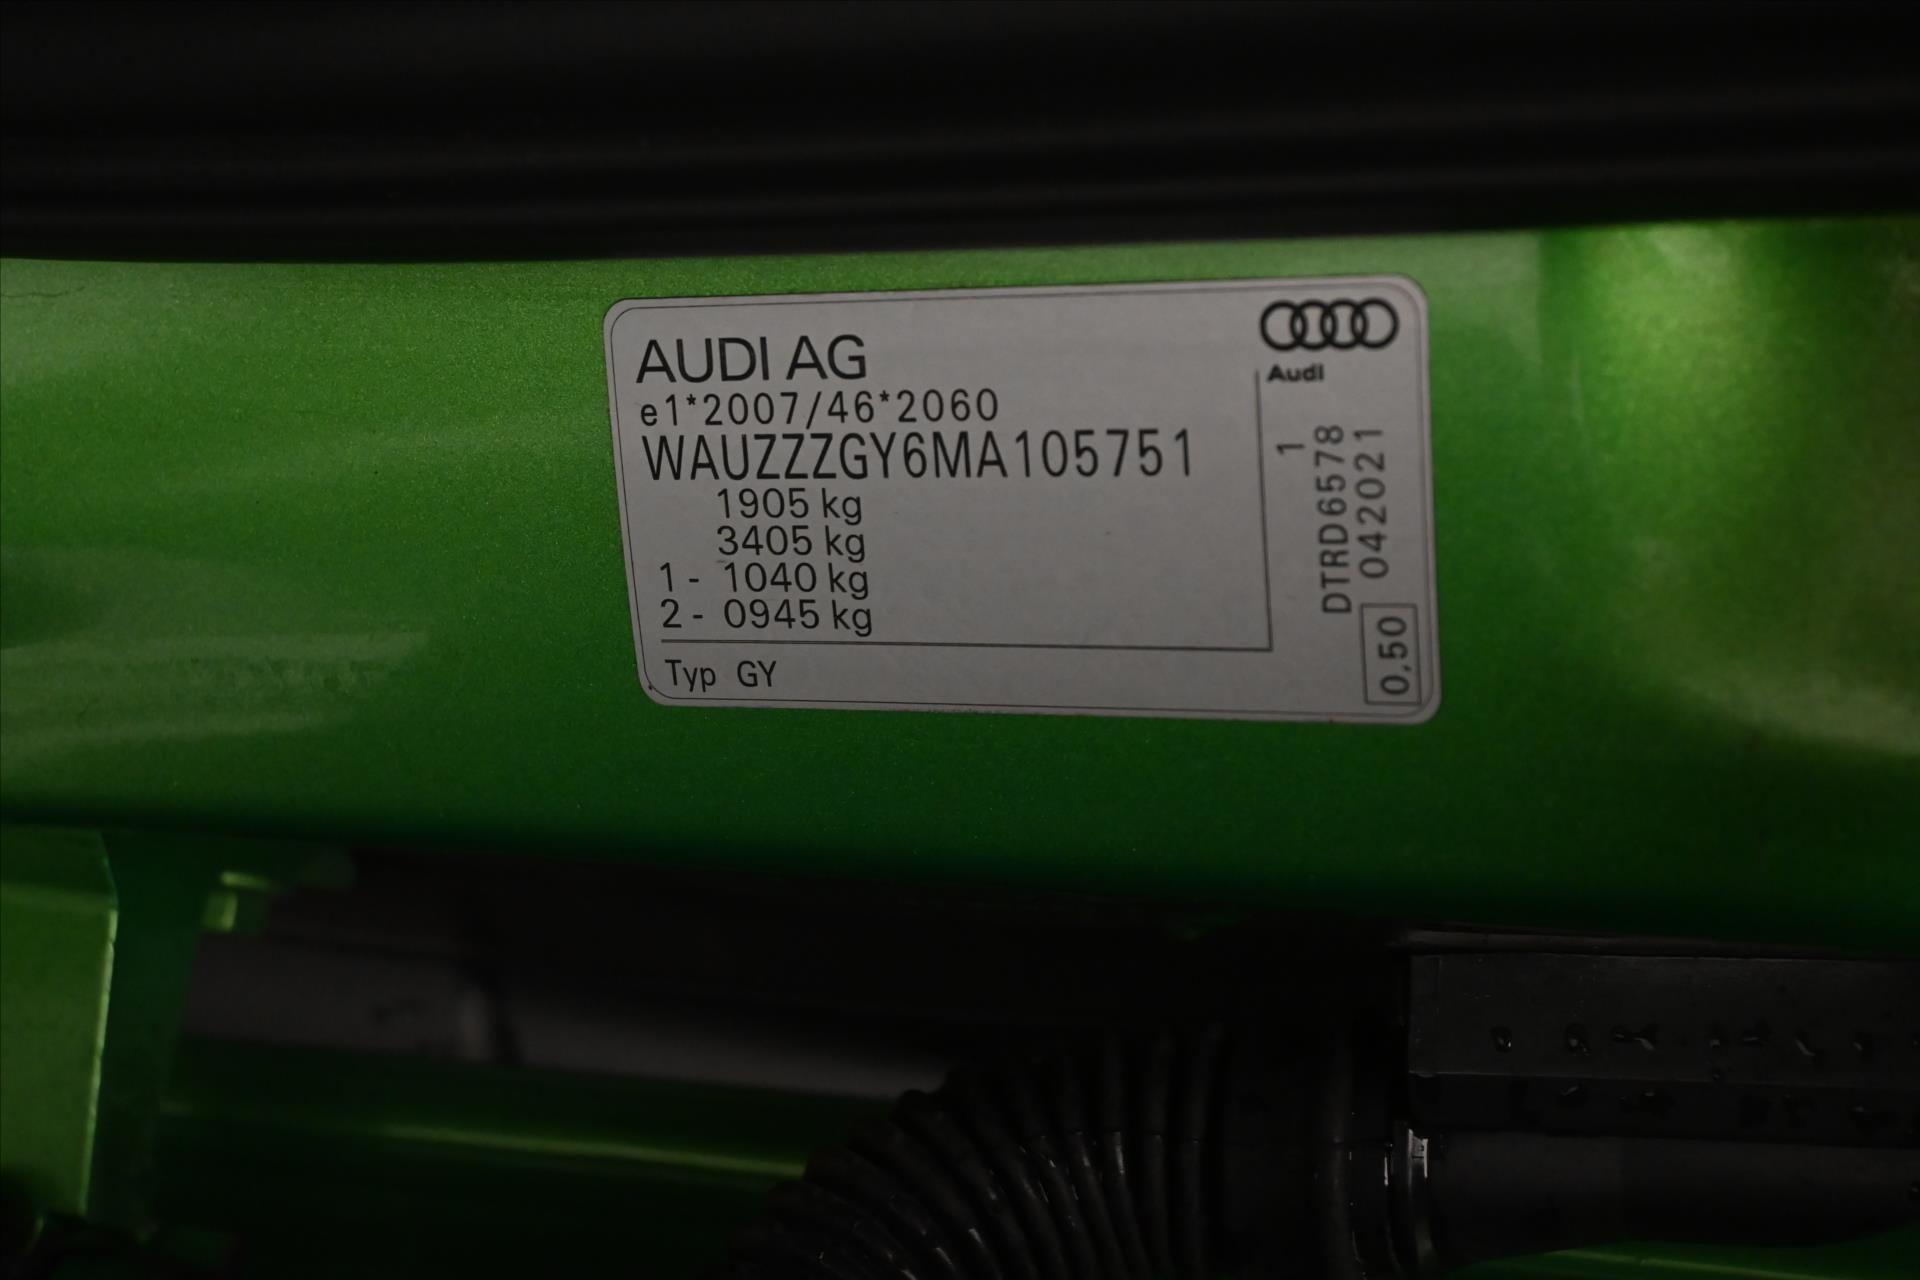 AUDI AG
e1*2007/46*2060
WAUZZZGY6MA105751
1905 kg
3405 kg
1 - 1040 kg
2 - 0945 kg
Typ GY
Audi
1
DTRD66578
042021
0,50